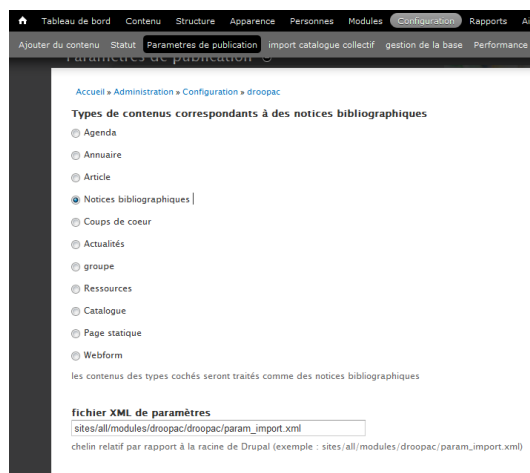 Tableau de bord Contenu Structure Apparence Personnes Modules Configuration Rapports
Ajouter du contenu Statut Parametres de publication import catalogue collectif gestion de la base Performance
Paramètres de publication
Accueil » Administration » Configuration » droopac
Types de contenus correspondants à des notices bibliographiques
Agenda
Annuaire
Article
Notices bibliographiques
Coups de coeur
Actualités
groupe
Ressources
Catalogue
Page statique
Webform
les contenus des types cochés seront traités comme des notices bibliographiques
fichier XML de paramètres
sites/all/modules/droopac/droopac/param_import.xml
chelin relatif par rapport à la racine de Drupal (exemple : sites/all/modules/droopac/param_import.xml)